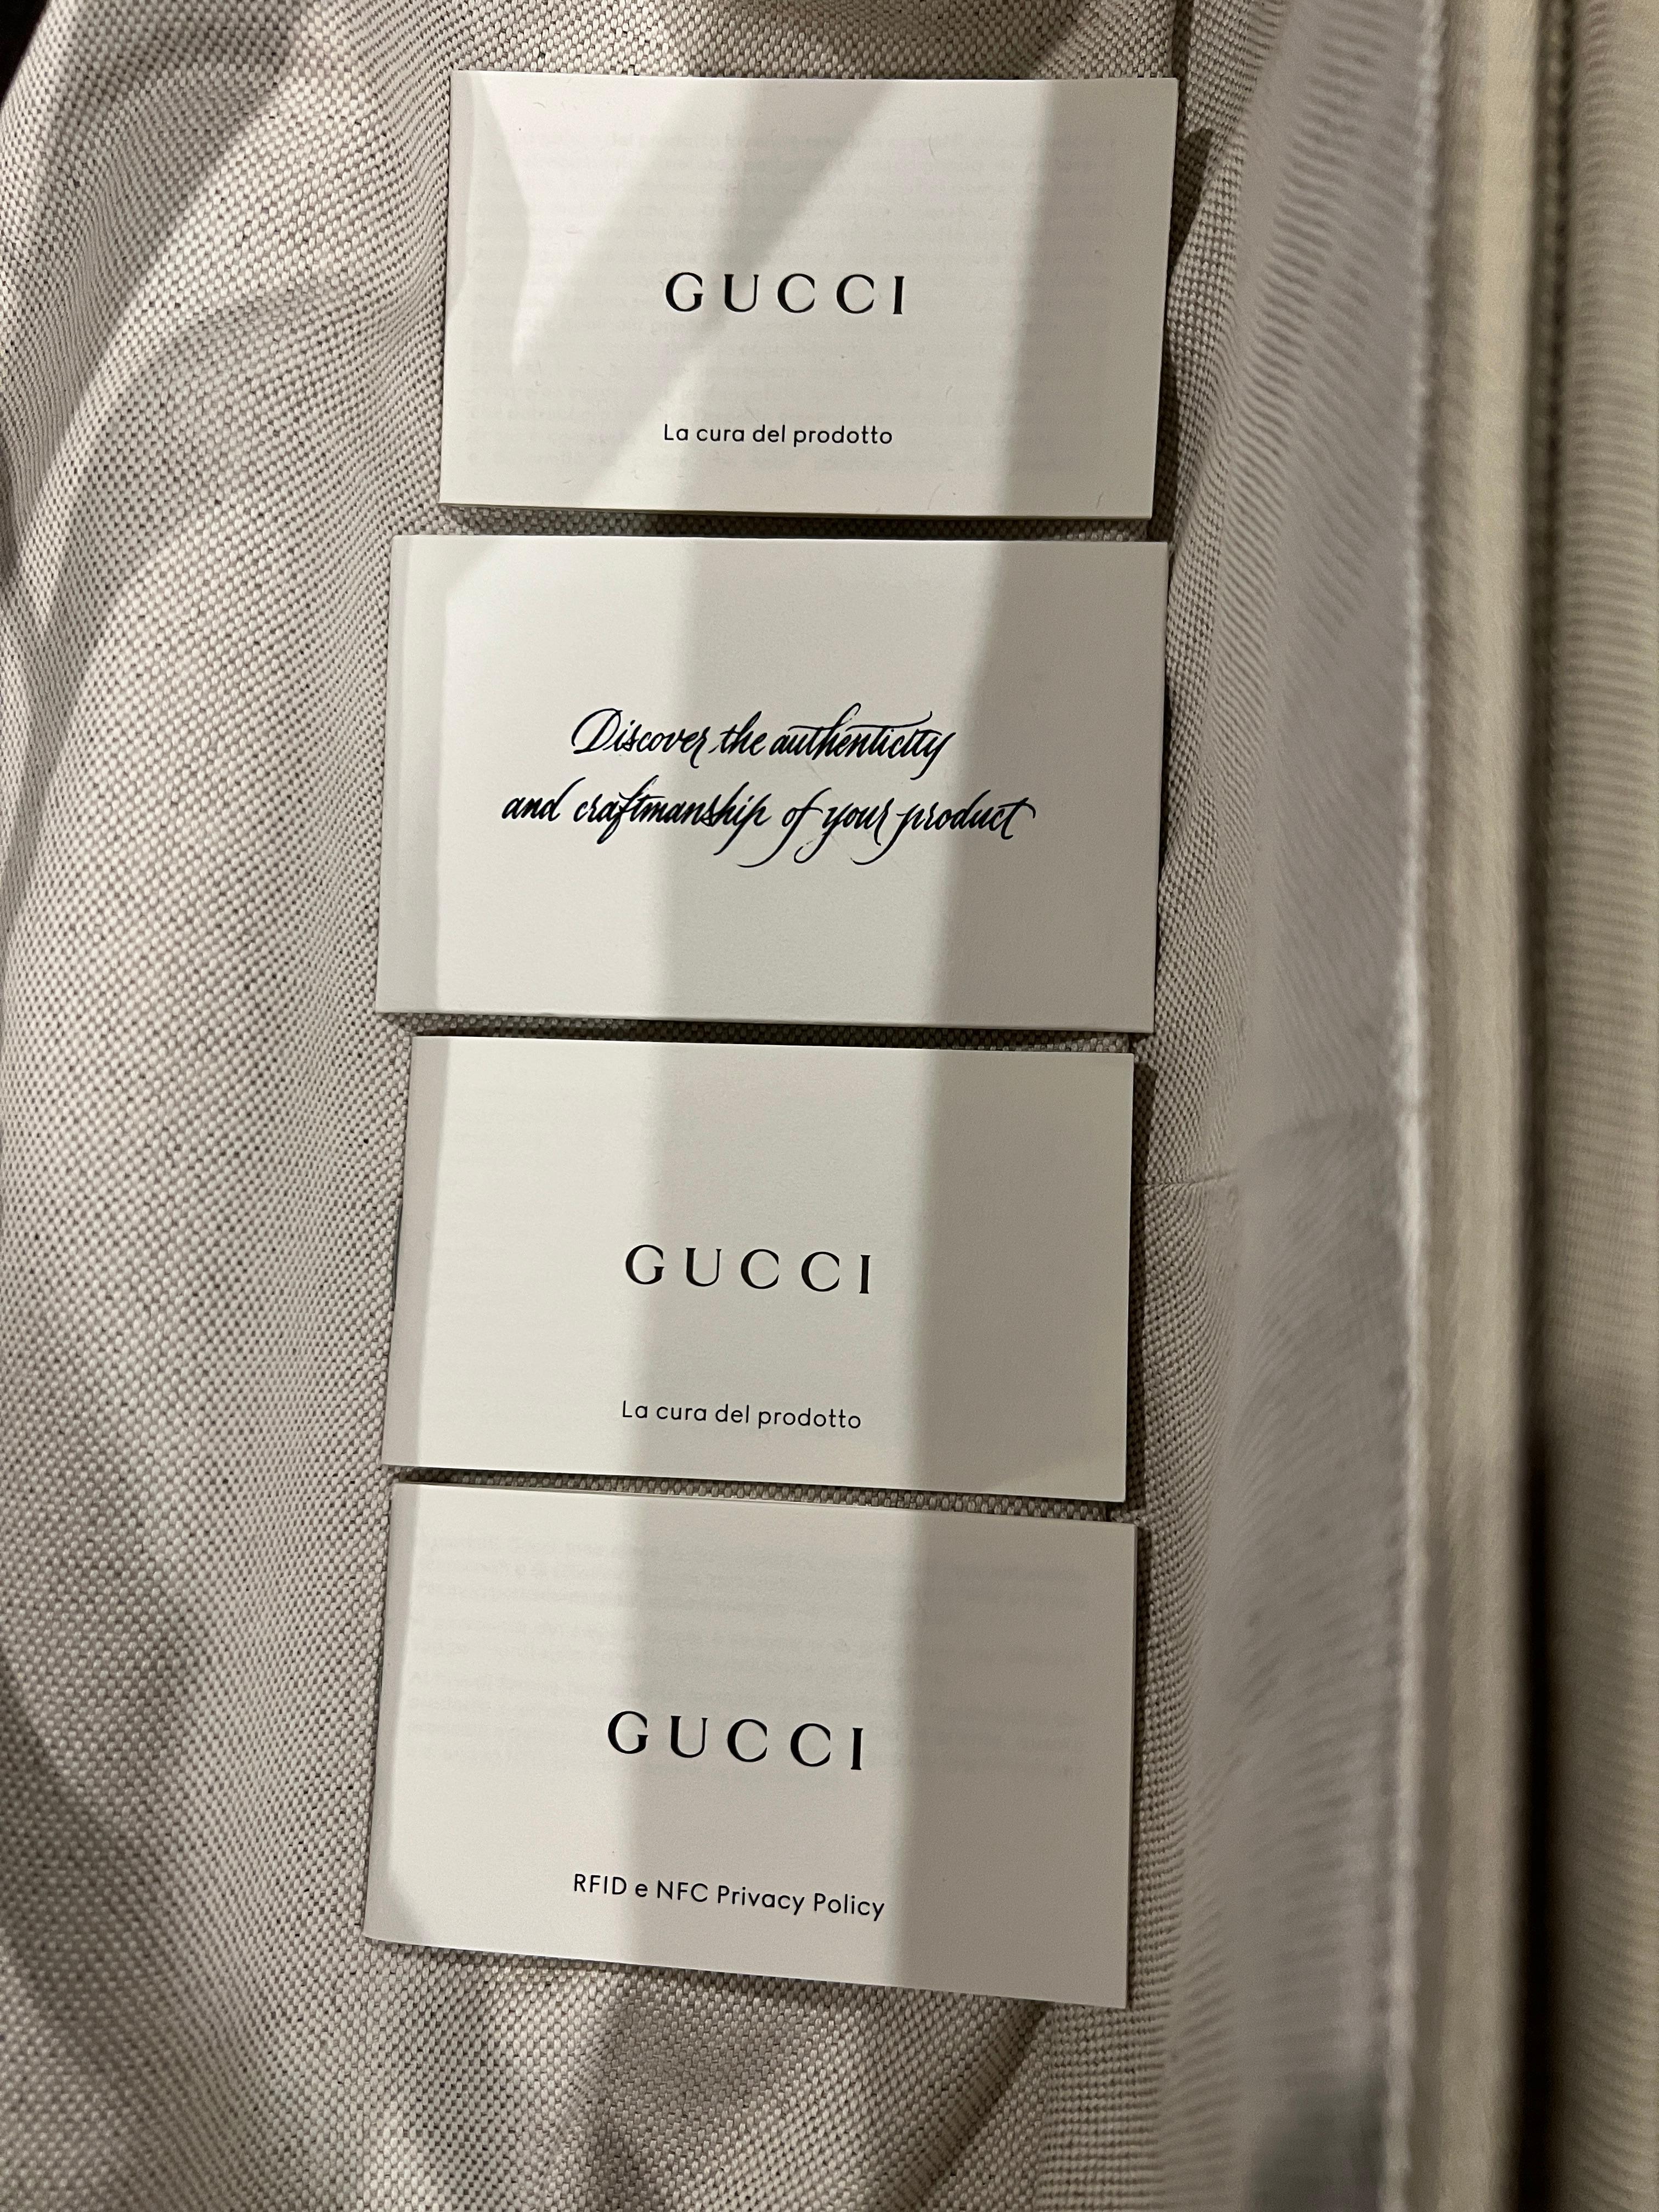 GUCCI
La cura del prodotto
Discover the authenticity
and craftmanship of your product
GUCCI
La cura del prodotto
GUCCI
RFID e NFC Privacy Policy